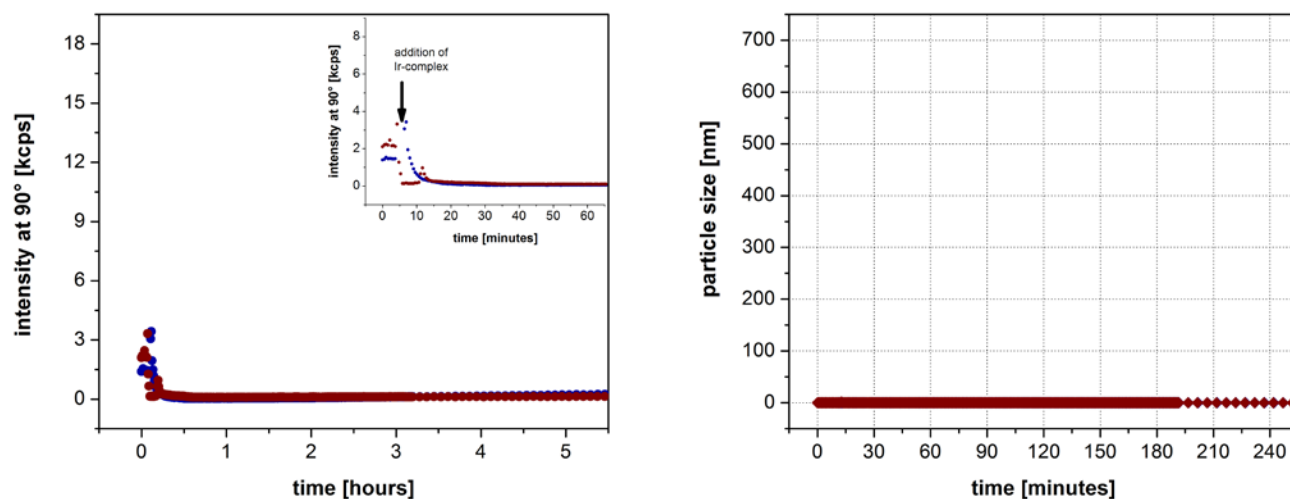 intensity at 90° [kcps]
18
15
12
9
6
3
0
0 1 2 3 4 5
time [hours]
intensity at 90° [kcps]
8
6
4
2
0
addition of
Ir-complex
0 10 20 30 40 50 60
time [minutes]
particle size [nm]
700
600
500
400
300
200
100
0
0 30 60 90 120 150 180 210 240
time [minutes]